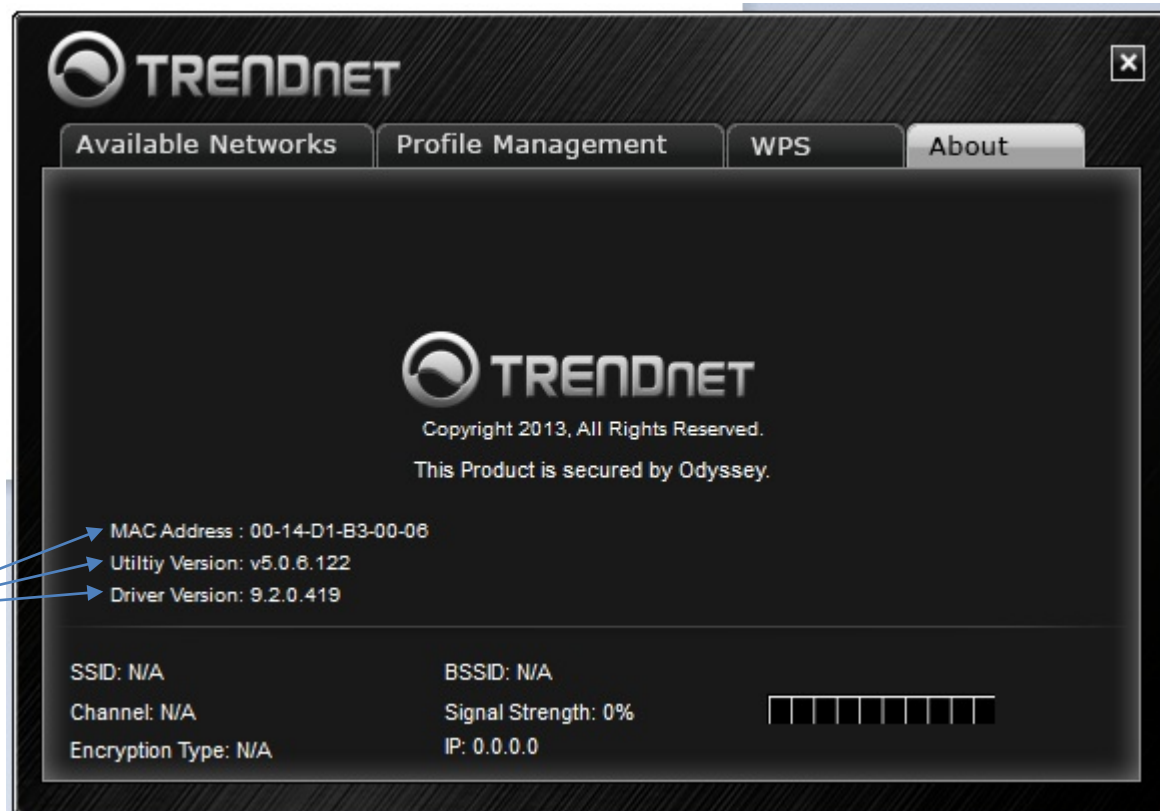 TRENDNET
Available Networks Profile Management WPS About
TRENDNET
Copyright 2013, All Rights Reserved.
This Product is secured by Odyssey.
MAC Address : 00-14-D1-B3-00-06
Utiltiy Version: v5.0.6.122
Driver Version: 9.2.0.419
SSID: N/A BSSID: N/A
Channel: N/A Signal Strength: 0%
Encryption Type: N/A IP: 0.0.0.0